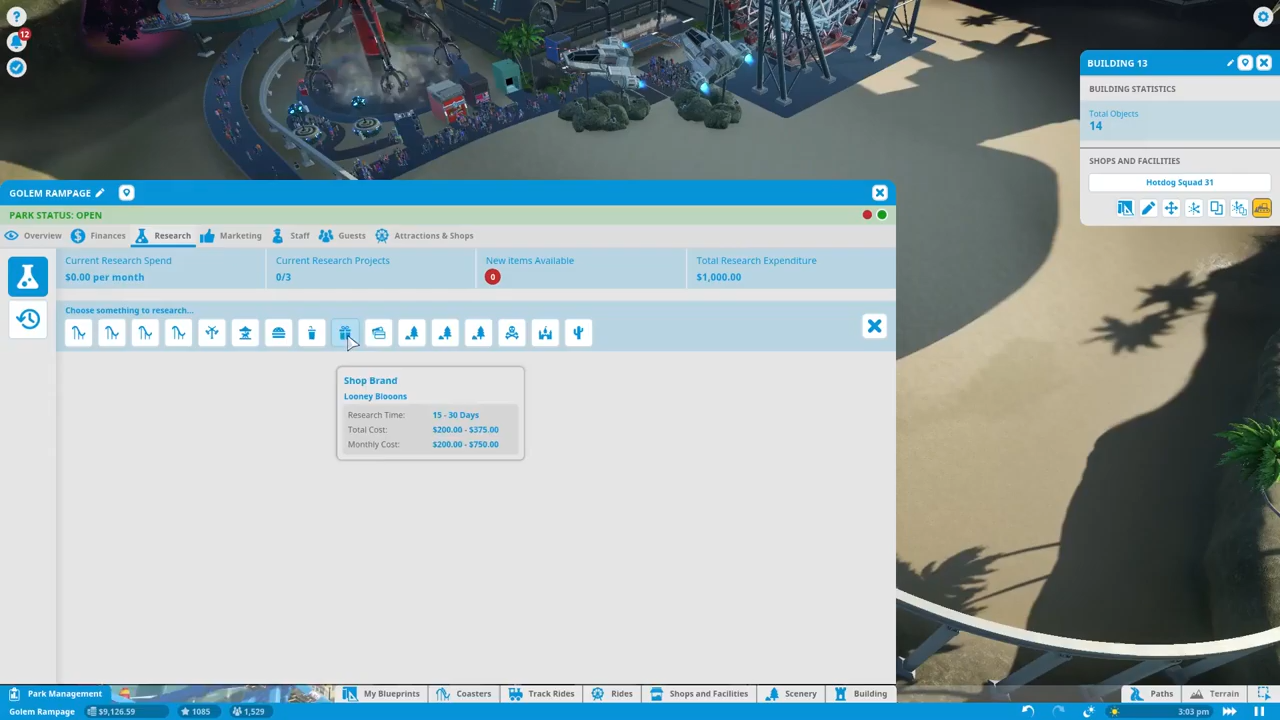 ?
12
BUILDING 13
BUILDING STATISTICS
Total Objects
14
SHOPS AND FACILITIES
Hotdog Squad 31
GOLEM RAMPAGE
PARK STATUS: OPEN
Overview
Finances
Research
Marketing
Staff
Guests
Attractions & Shops
Current Research Spend
$0.00 per month
Current Research Projects
0/3
New items Available
0
Total Research Expenditure
$1,000.00
Choose something to research...
Shop Brand
Looney Blooons
Research Time: 15 - 30 Days
Total Cost: $200.00 - $375.00
Monthly Cost: $200.00 - $750.00
Park Management
My Blueprints
Coasters
Track Rides
Rides
Shops and Facilities
Scenery
Building
Paths
Terrain
Golem Rampage
$9,126.59
1085
1,529
3:03 pm